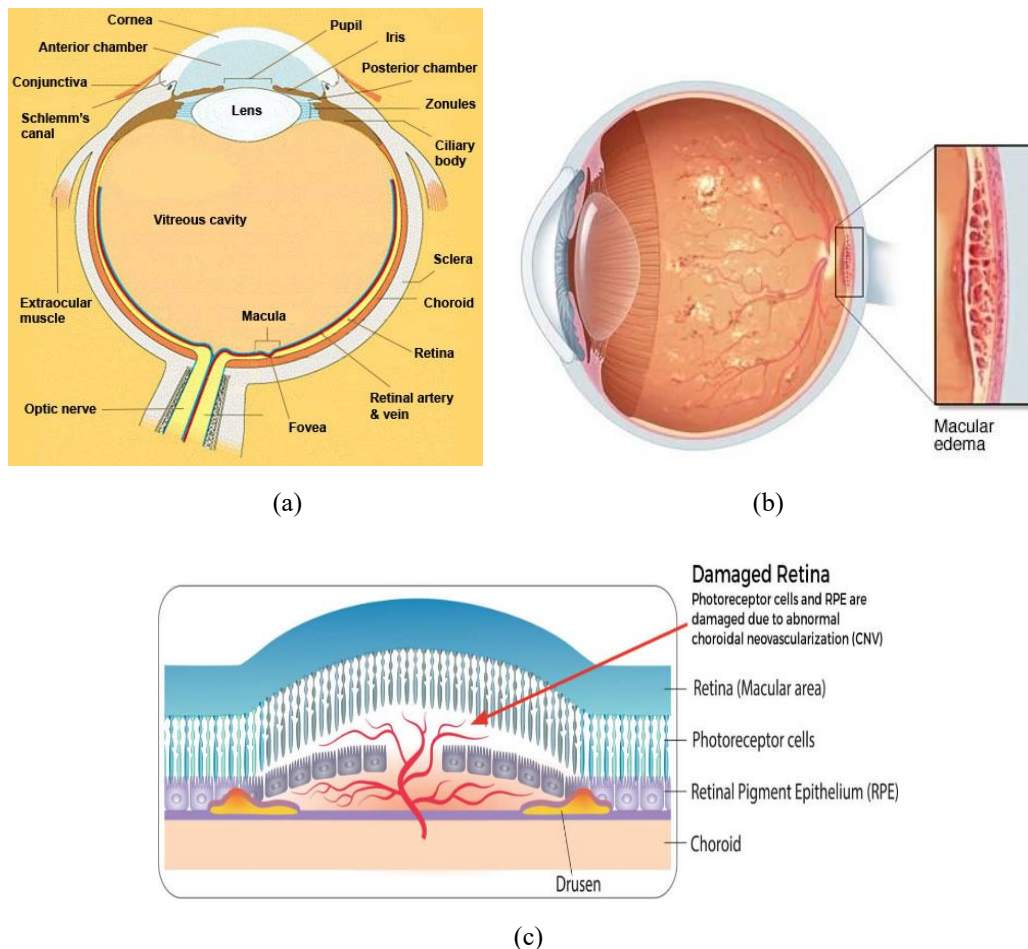 Cornea
Pupil
Iris
Anterior chamber
Posterior chamber
Conjunctiva
Zonules
Lens
Schlemm's
canal
Ciliary
body
Vitreous cavity
Sclera
Extraocular
muscle
Choroid
Macula
Retina
Retinal artery
& vein
Optic nerve
Fovea
(a)
Macular
edema
(b)
Damaged Retina
Photoreceptor cells and RPE are
damaged due to abnormal
choroidal neovascularization (CNV)
Retina (Macular area)
Photoreceptor cells
Retinal Pigment Epithelium (RPE)
Choroid
Drusen
(c)